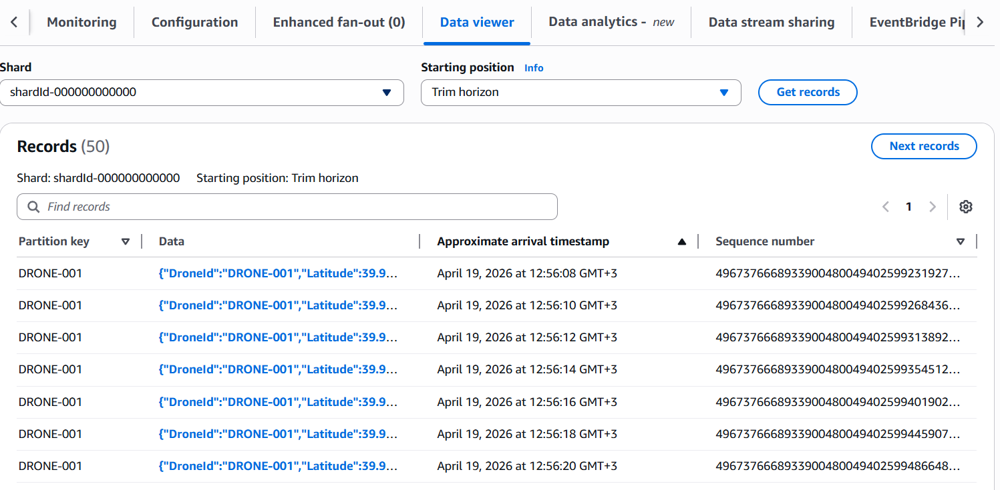 Monitoring Configuration Enhanced fan-out (0) Data viewer Data analytics - new Data stream sharing EventBridge Pip
Shard Starting position Info
shardId-000000000000 Trim horizon Get records
Records (50) Next records
Shard: shardId-000000000000 Starting position: Trim horizon
Find records 1
Partition key Data Approximate arrival timestamp Sequence number
DRONE-001 {"DroneId":"DRONE-001","Latitude":39.9... April 19, 2026 at 12:56:08 GMT+3 4967376668933900480049402599231927...
DRONE-001 {"DroneId":"DRONE-001","Latitude":39.9... April 19, 2026 at 12:56:10 GMT+3 4967376668933900480049402599268436...
DRONE-001 {"DroneId":"DRONE-001","Latitude":39.9... April 19, 2026 at 12:56:12 GMT+3 4967376668933900480049402599313892...
DRONE-001 {"DroneId":"DRONE-001","Latitude":39.9... April 19, 2026 at 12:56:14 GMT+3 4967376668933900480049402599354512...
DRONE-001 {"DroneId":"DRONE-001","Latitude":39.9... April 19, 2026 at 12:56:16 GMT+3 4967376668933900480049402599401902...
DRONE-001 {"DroneId":"DRONE-001","Latitude":39.9... April 19, 2026 at 12:56:18 GMT+3 4967376668933900480049402599445907...
DRONE-001 {"DroneId":"DRONE-001","Latitude":39.9... April 19, 2026 at 12:56:20 GMT+3 4967376668933900480049402599486648...